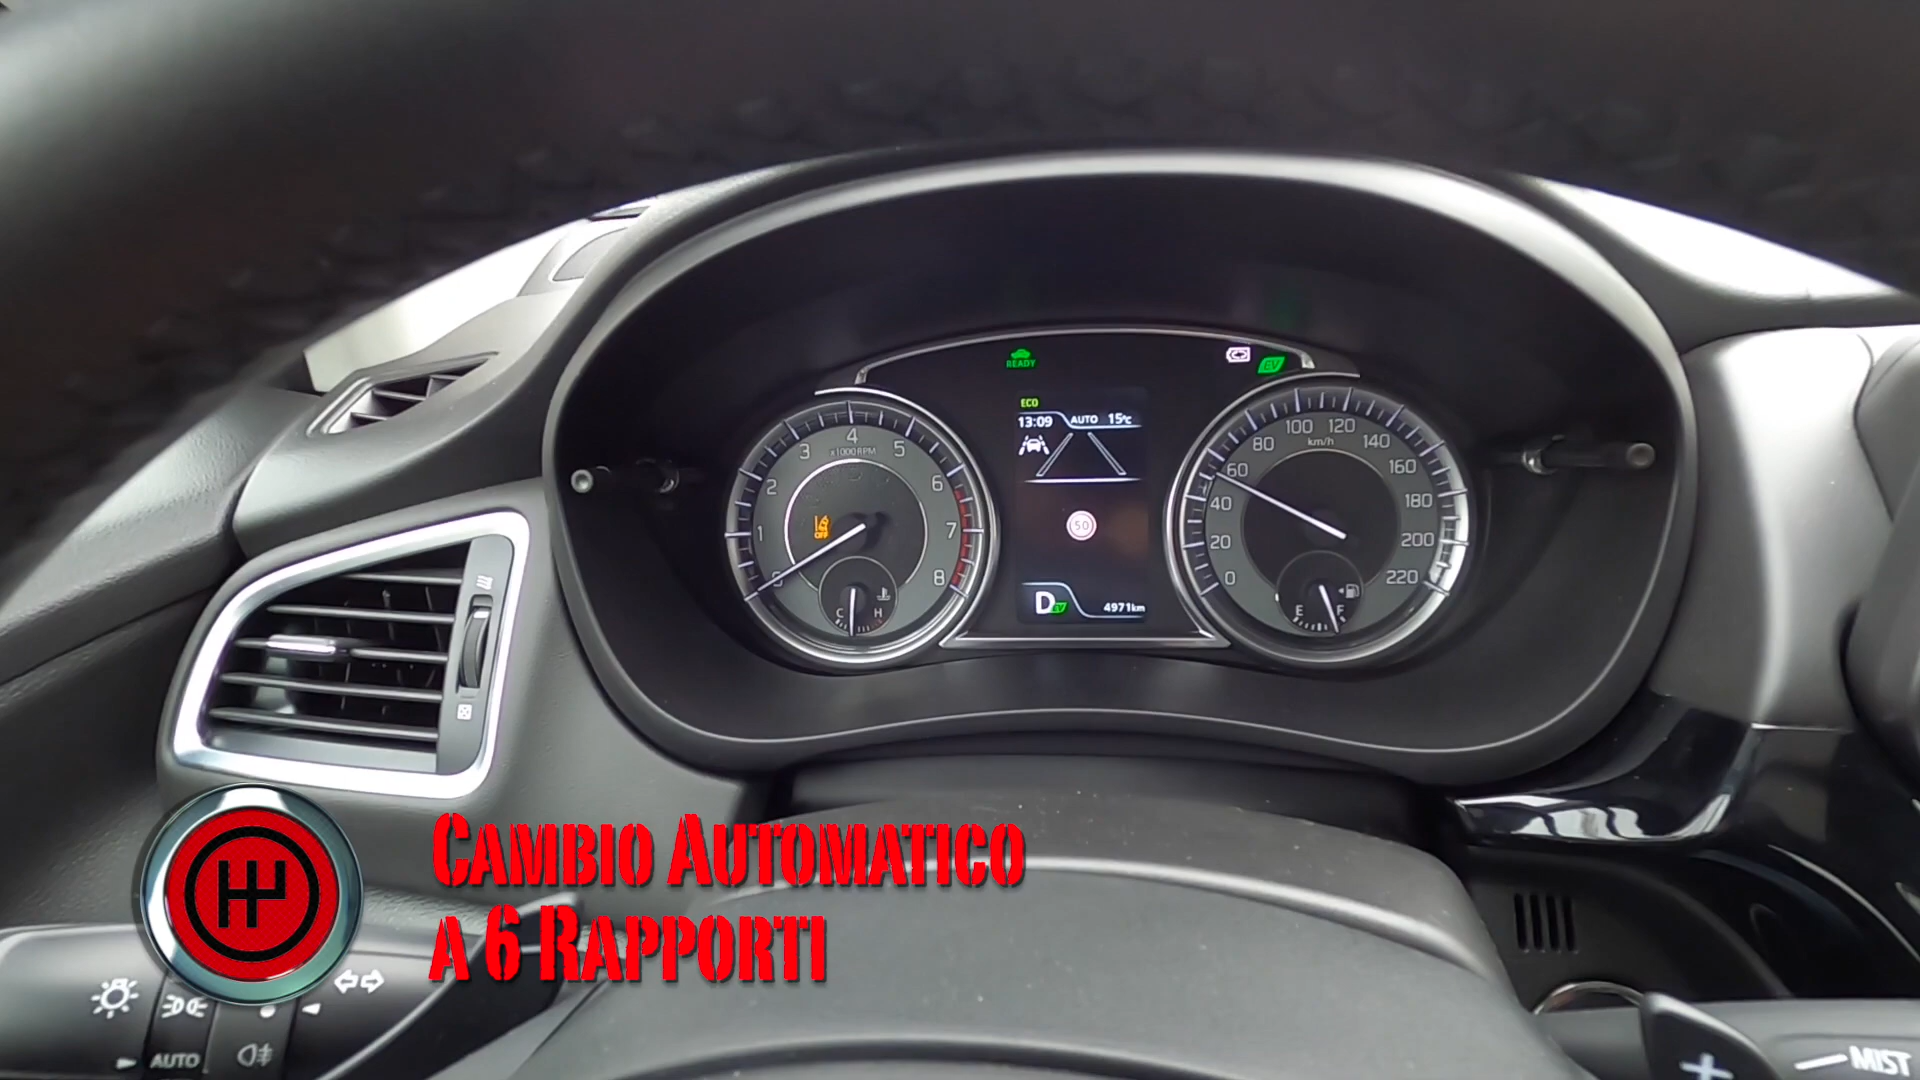 READY
EV
ECO
13:09 AUTO 15°C
4
x1000RPM
3 5
2 6
1 7
0 8
OFF
C H
50
D EV
4971km
100 120
80 km/h 140
60 160
40 180
20 200
0 220
E F
Cambio Automatico
a 6 Rapporti
AUTO
+
MIST